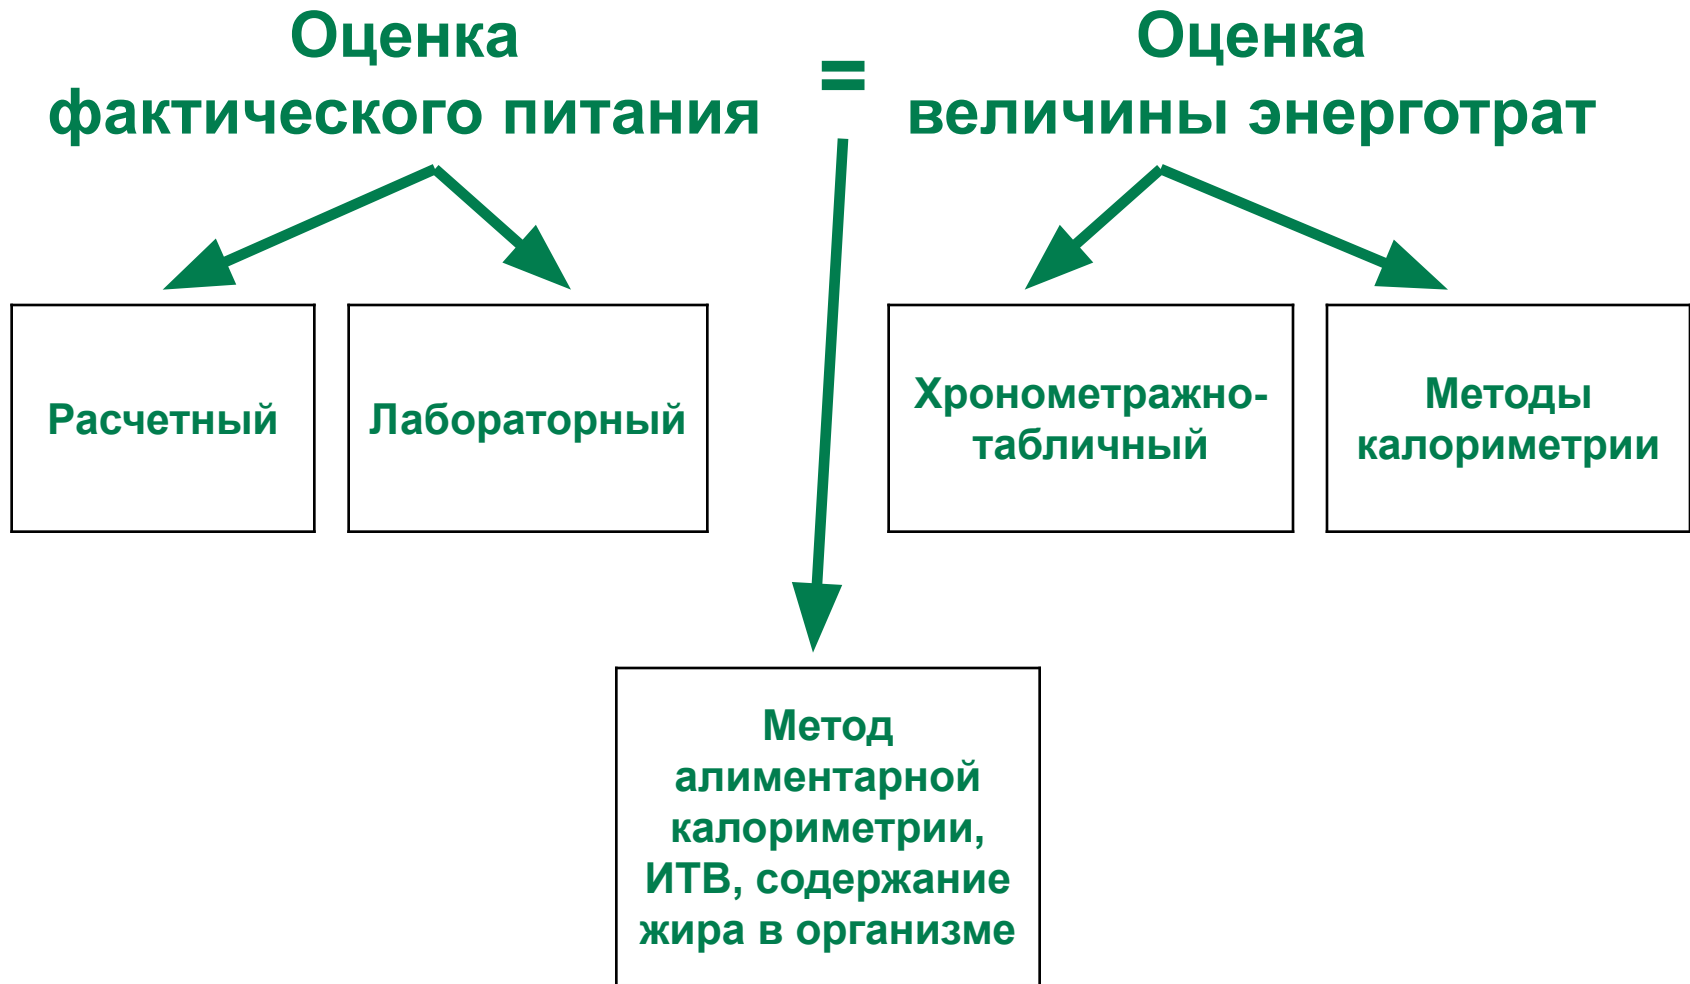 Оценка
фактического питания
=
Оценка
величины энерготрат
Расчетный
Лабораторный
Хронометражно-
табличный
Методы
калориметрии
Метод
алиментарной
калориметрии,
ИТВ, содержание
жира в организме